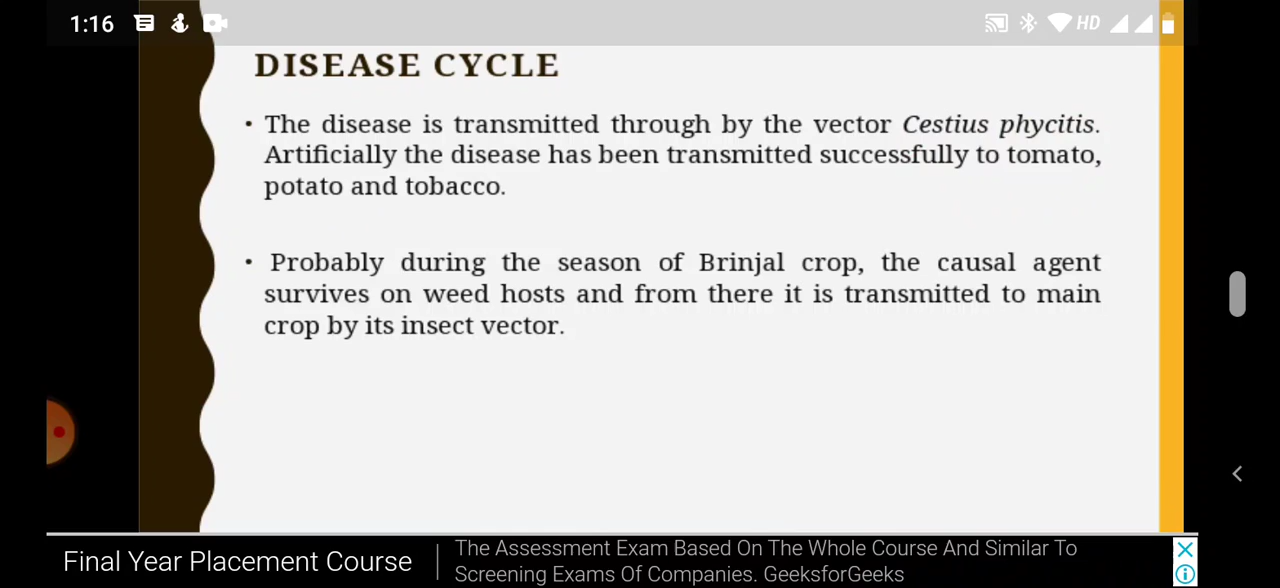 1:16
HD
DISEASE CYCLE
• The disease is transmitted through by the vector Cestius phycitis.
Artificially the disease has been transmitted successfully to tomato,
potato and tobacco.
• Probably during the season of Brinjal crop, the causal agent
survives on weed hosts and from there it is transmitted to main
crop by its insect vector.
Final Year Placement Course
The Assessment Exam Based On The Whole Course And Similar To
Screening Exams Of Companies. GeeksforGeeks